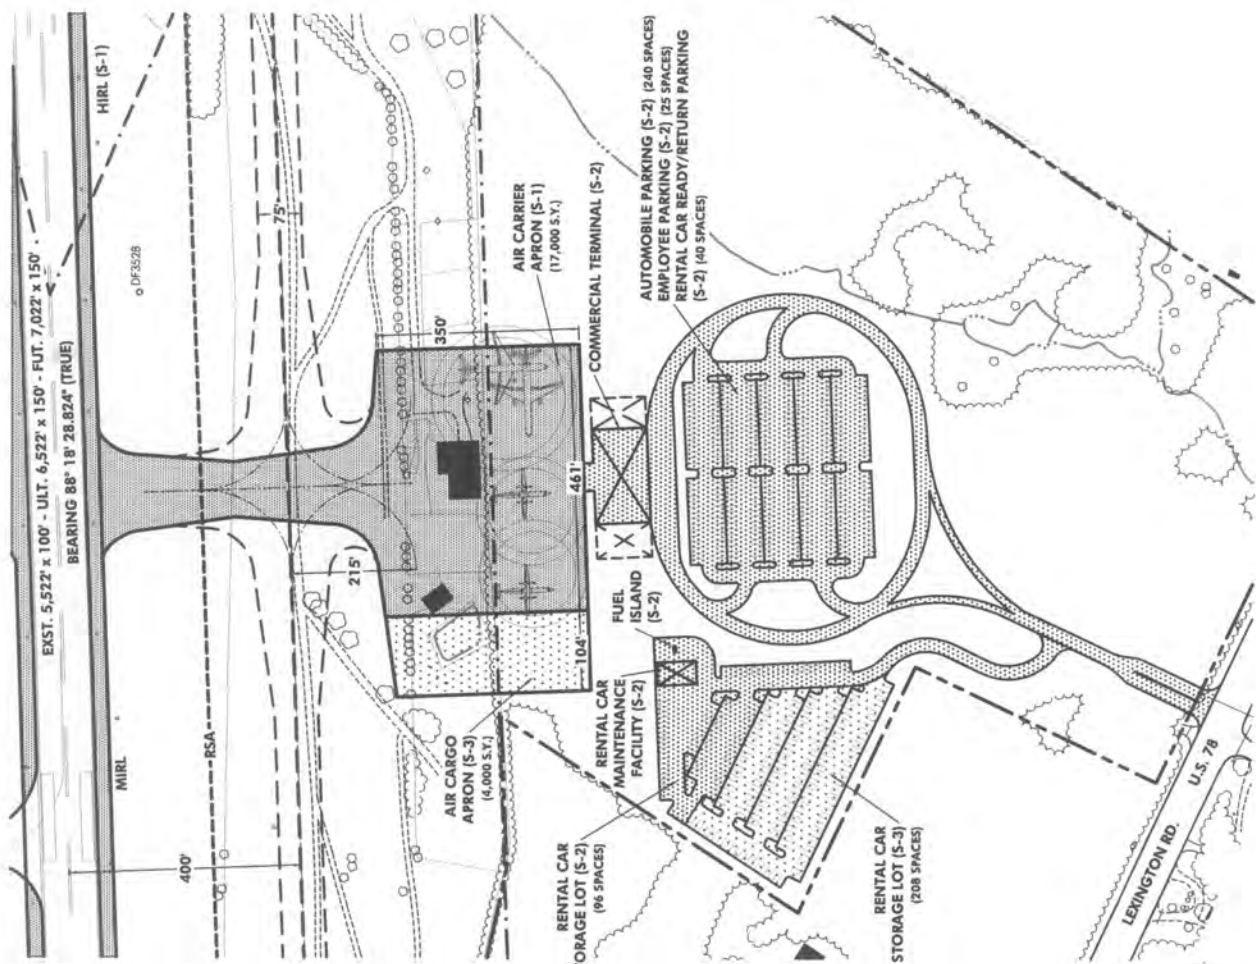 EXST. 5,522' x 100' - ULT. 6,522' x 150' - FUT. 7,022' x 150'
BEARING 88° 18' 28.824" (TRUE)
HIRL (S-1)
MIRL
RSA
DF3528
75'
400'
215'
350'
461'
104'
AIR CARRIER
APRON (S-1)
(17,000 S.Y.)
COMMERCIAL TERMINAL (S-2)
AUTOMOBILE PARKING (S-2) (240 SPACES)
EMPLOYEE PARKING (S-2) (25 SPACES)
RENTAL CAR READY/RETURN PARKING
(S-2) (40 SPACES)
AIR CARGO
APRON (S-3)
(4,000 S.Y.)
FUEL
ISLAND
(S-2)
RENTAL CAR
MAINTENANCE
FACILITY (S-2)
RENTAL CAR
ORAGE LOT (S-2)
(96 SPACES)
RENTAL CAR
STORAGE LOT (S-3)
(208 SPACES)
LEXINGTON RD.
U.S. 78